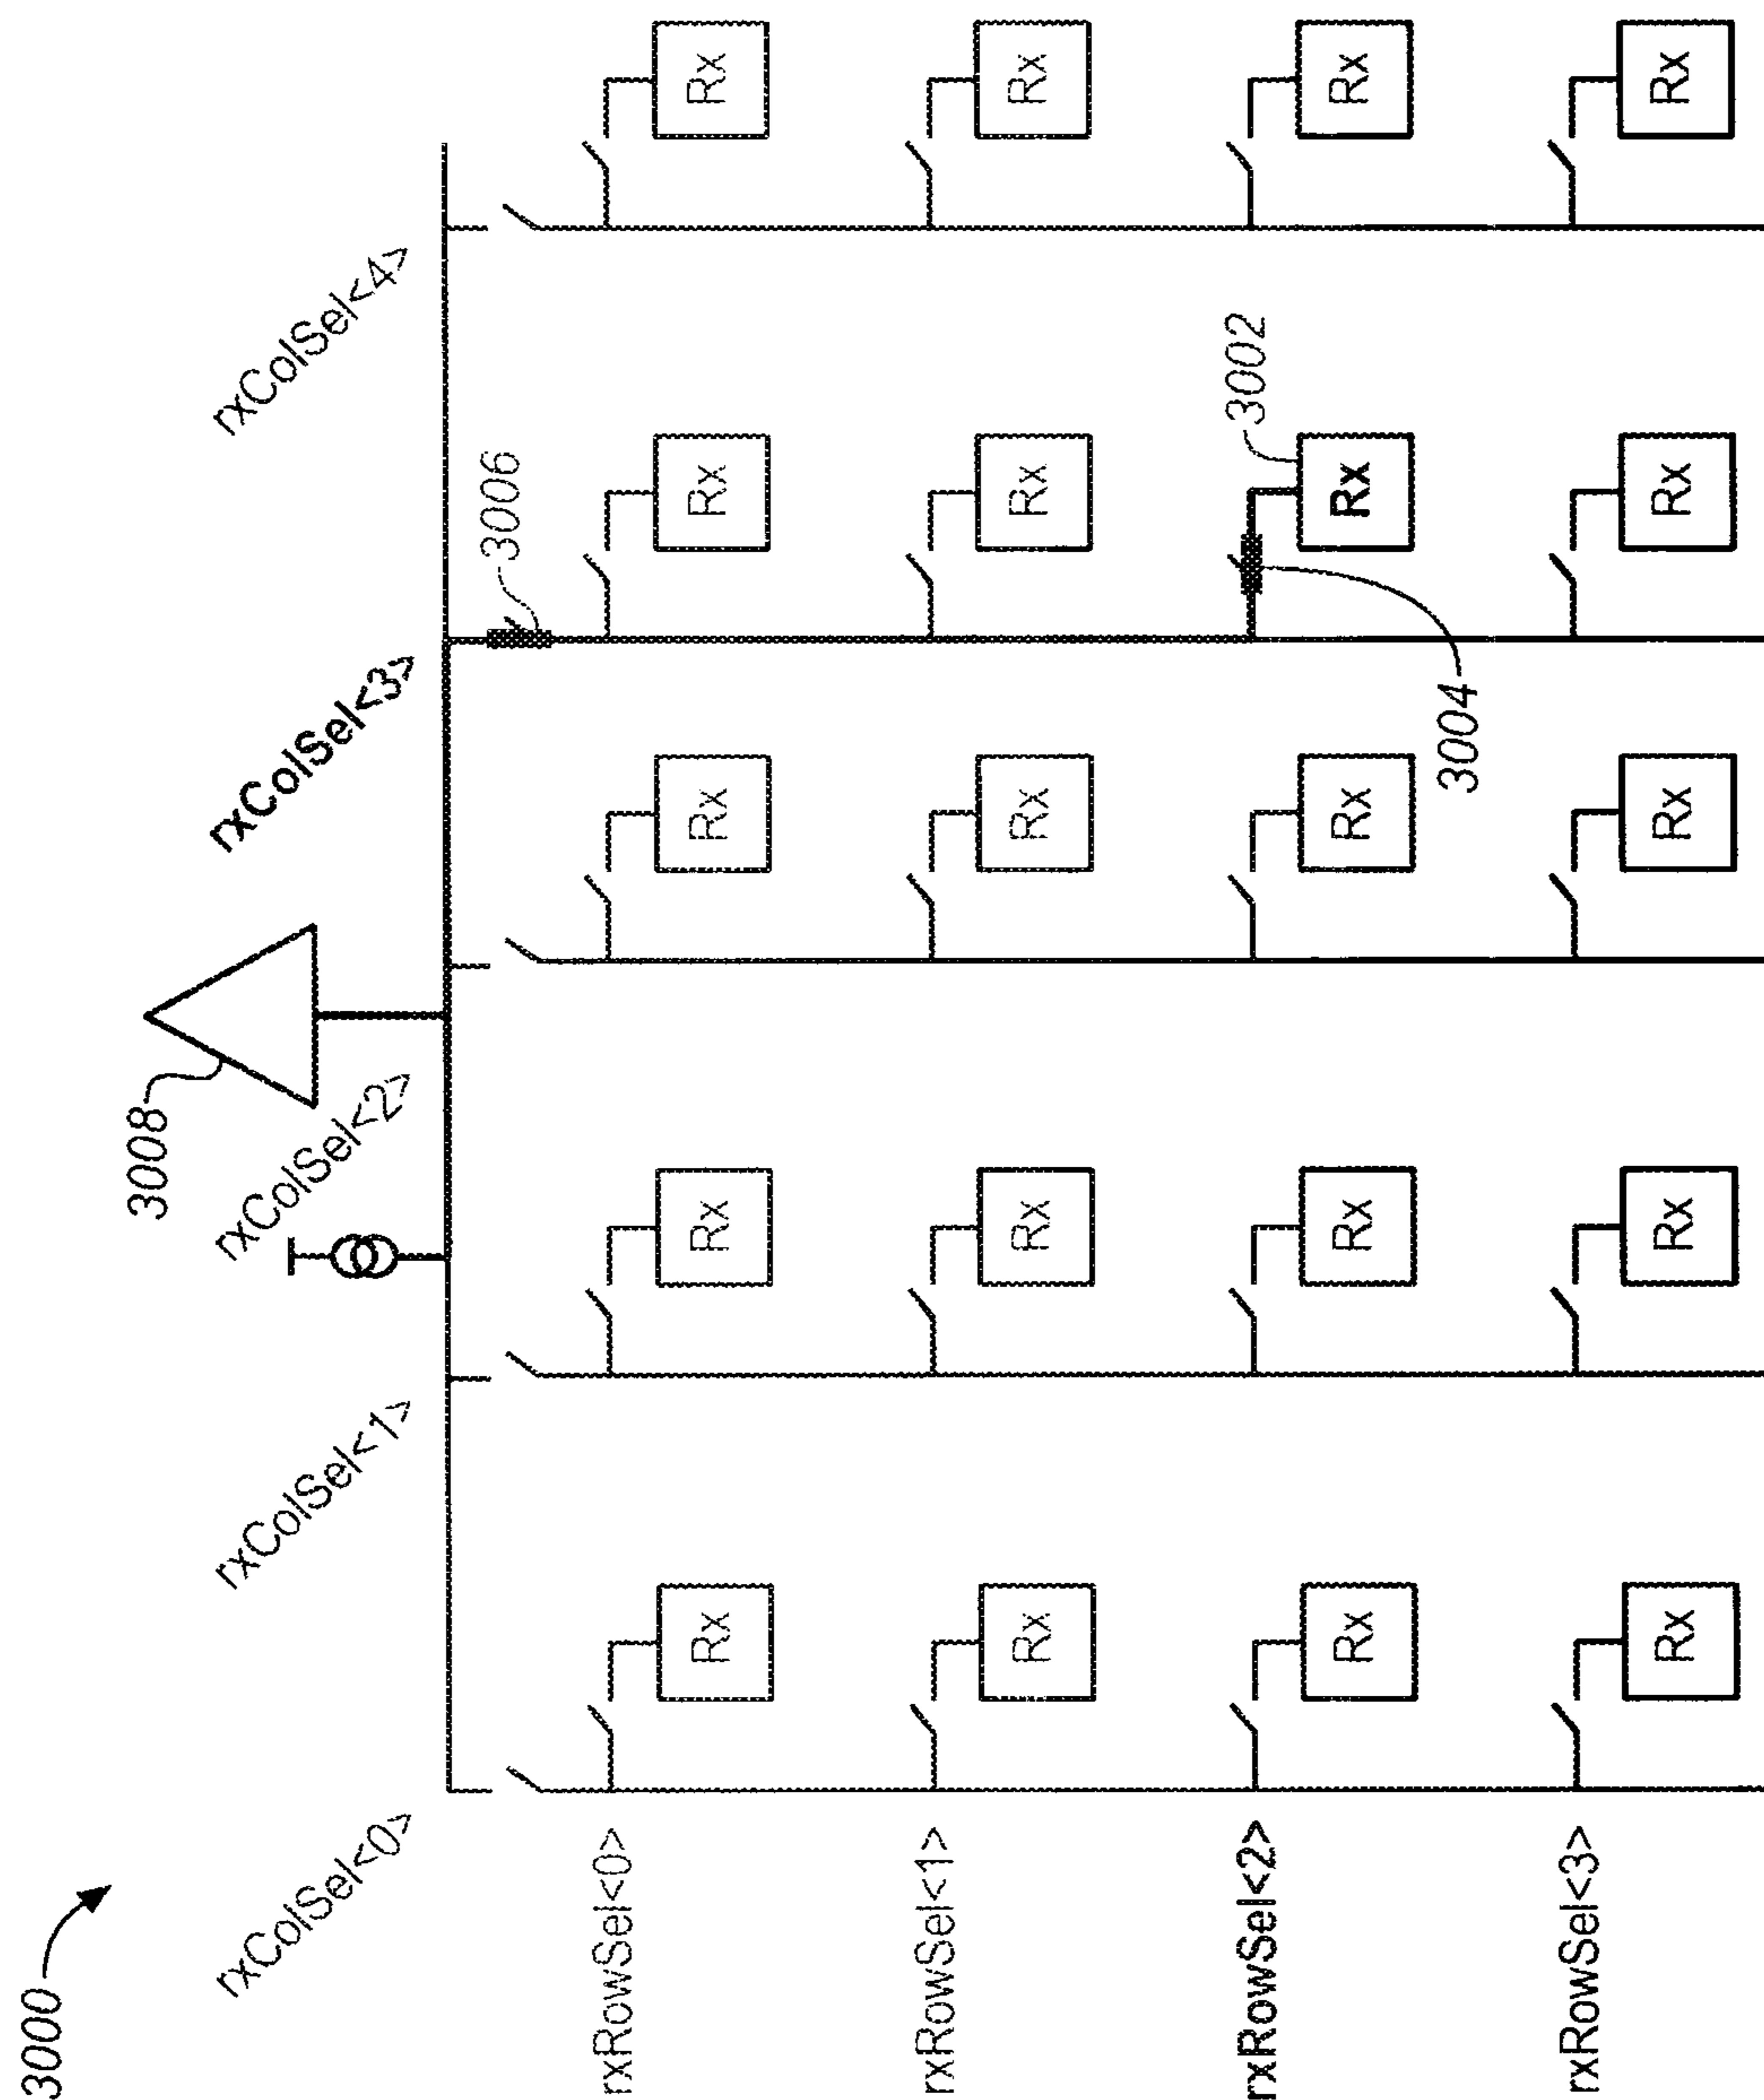 3000
3008
rxColSel<0>
rxColSel<1>
rxColSel<2>
rxColSel<3>
rxColSel<4>
3006
rxRowSel<0>
Rx
Rx
Rx
Rx
Rx
rxRowSel<1>
Rx
Rx
Rx
Rx
Rx
3002
rxRowSel<2>
Rx
Rx
Rx
Rx
Rx
3004
rxRowSel<3>
Rx
Rx
Rx
Rx
Rx